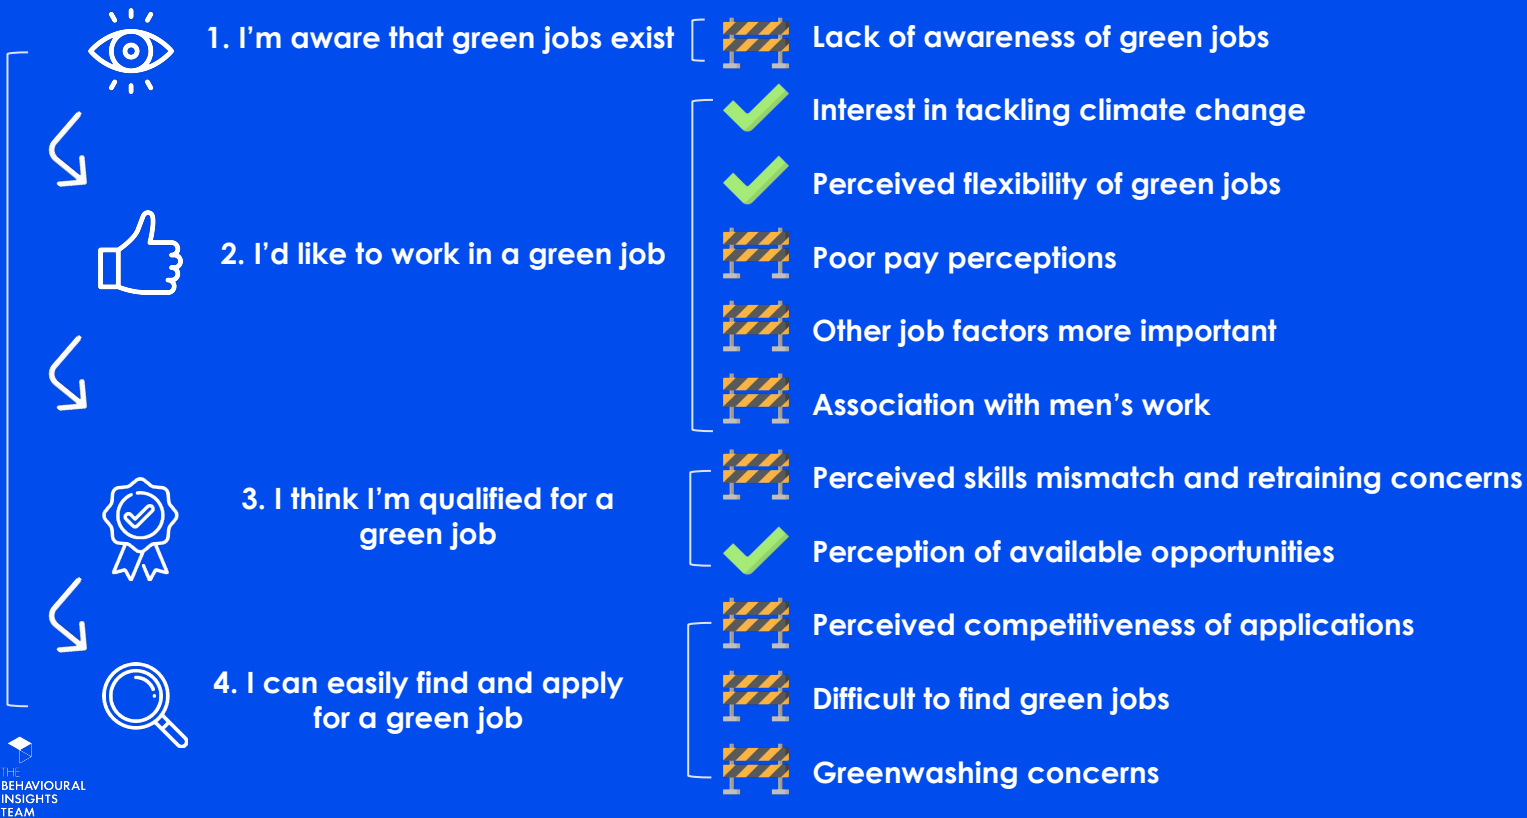 1. I'm aware that green jobs exist
Lack of awareness of green jobs
Interest in tackling climate change
Perceived flexibility of green jobs
2. I'd like to work in a green job
Poor pay perceptions
Other job factors more important
Association with men's work
3. I think I'm qualified for a
green job
Perceived skills mismatch and retraining concerns
Perception of available opportunities
4. I can easily find and apply
for a green job
Perceived competitiveness of applications
Difficult to find green jobs
Greenwashing concerns
THE
BEHAVIOURAL
INSIGHTS
TEAM